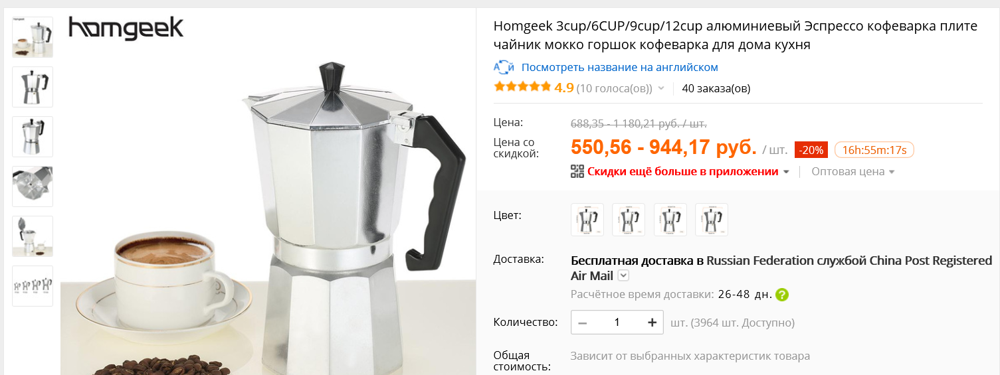 homgeek
Homgeek 3cup/6CUP/9cup/12cup алюминиевый Эспрессо кофеварка плите
чайник мокко горшок кофеварка для дома кухня
Посмотреть название на английском
4.9 (10 голоса(ов)) 40 заказа(ов)
Цена: 688,35 - 1 180,21 руб. / шт.
Цена со
скидкой: 550,56 - 944,17 руб. / шт. -20% 16h:55m:17s
Скидки ещё больше в приложении Оптовая цена
Цвет:
Доставка: Бесплатная доставка в Russian Federation службой China Post Registered
Air Mail
Расчётное время доставки: 26-48 дн. ?
Количество: − 1 + шт. (3964 шт. Доступно)
Общая
стоимость: Зависит от выбранных характеристик товара